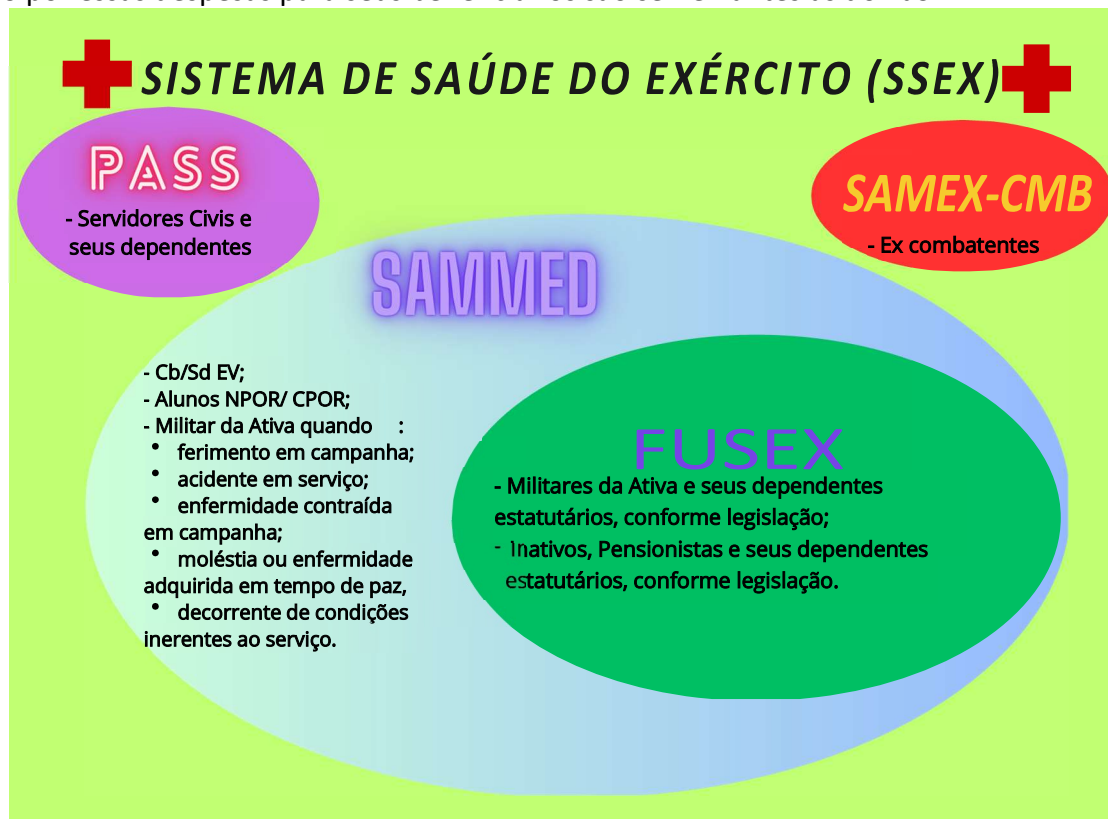 SISTEMA DE SAÚDE DO EXÉRCITO (SSEX)
PASS
- Servidores Civis e
seus dependentes
SAMEX-CMB
- Ex combatentes
SAMMED
- Cb/Sd EV;
- Alunos NPOR/ CPOR;
- Militar da Ativa quando :
• ferimento em campanha;
• acidente em serviço;
• enfermidade contraída
em campanha;
• moléstia ou enfermidade
adquirida em tempo de paz,
• decorrente de condições
inerentes ao serviço.
FUSEX
- Militares da Ativa e seus dependentes
estatutários, conforme legislação;
- Inativos, Pensionistas e seus dependentes
estatutários, conforme legislação.